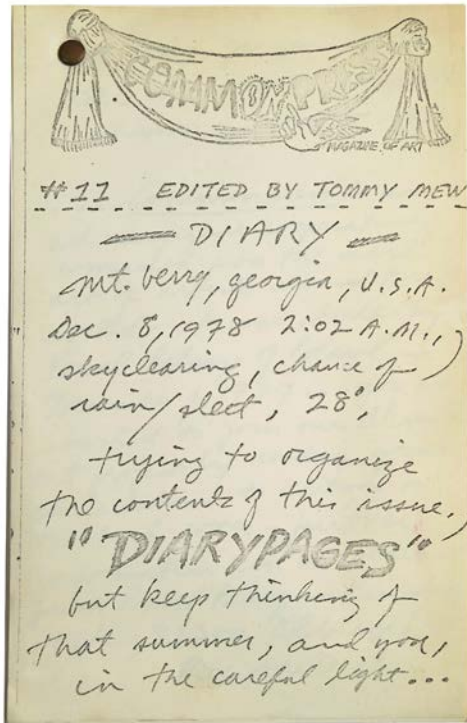 COMMONPRESS
MAGAZINE OF ART
#11 EDITED BY TOMMY MEW
DIARY
mt. berry, georgia, U.S.A.
Dec. 8, 1978 2:02 A.M.,
skyclearing, chance of
rain/sleet, 28°,
trying to organize
the contents of this issue,
"DIARYPAGES"
but keep thinking of
that summer, and you,
in the careful light...